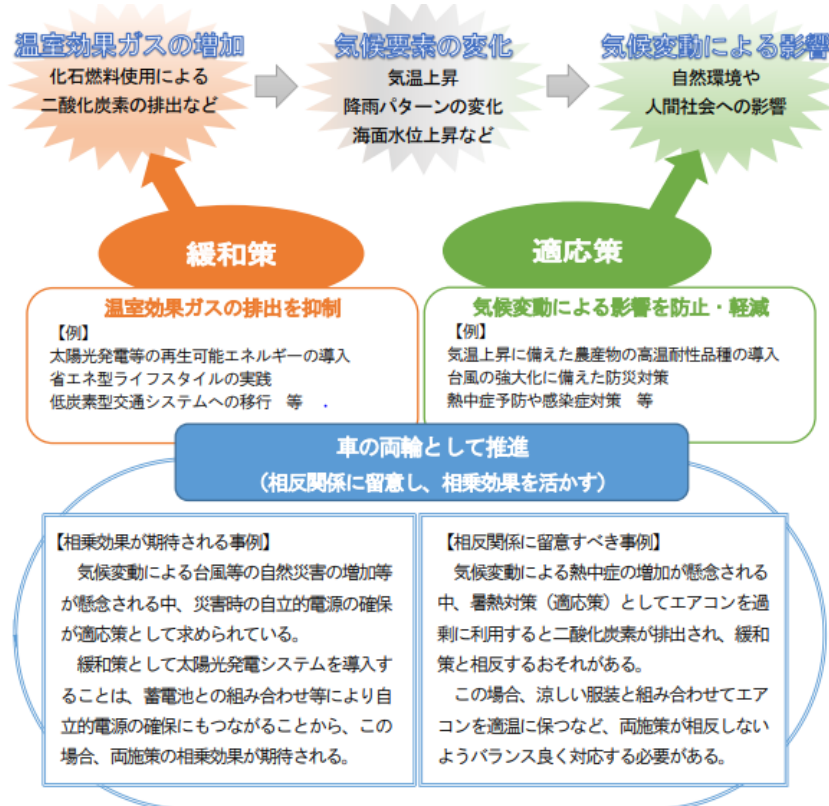 温室効果ガスの増加
化石燃料使用による
二酸化炭素の排出など
気候要素の変化
気温上昇
降雨パターンの変化
海面水位上昇など
気候変動による影響
自然環境や
人間社会への影響
緩和策
適応策
温室効果ガスの排出を抑制
【例】
太陽光発電等の再生可能エネルギーの導入
省エネ型ライフスタイルの実践
低炭素型交通システムへの移行　等
気候変動による影響を防止・軽減
【例】
気温上昇に備えた農産物の高温耐性品種の導入
台風の強大化に備えた防災対策
熱中症予防や感染症対策　等
車の両輪として推進
（相反関係に留意し、相乗効果を活かす）
【相乗効果が期待される事例】
　気候変動による台風等の自然災害の増加等
が懸念される中、災害時の自立的電源の確保
が適応策として求められている。
　緩和策として太陽光発電システムを導入す
ることは、蓄電池との組み合わせ等により自
立的電源の確保にもつながることから、この
場合、両施策の相乗効果が期待される。
【相反関係に留意すべき事例】
　気候変動による熱中症の増加が懸念される
中、暑熱対策（適応策）としてエアコンを過
剰に利用すると二酸化炭素が排出され、緩和
策と相反するおそれがある。
　この場合、涼しい服装と組み合わせてエア
コンを適温に保つなど、両施策が相反しない
ようバランス良く対応する必要がある。